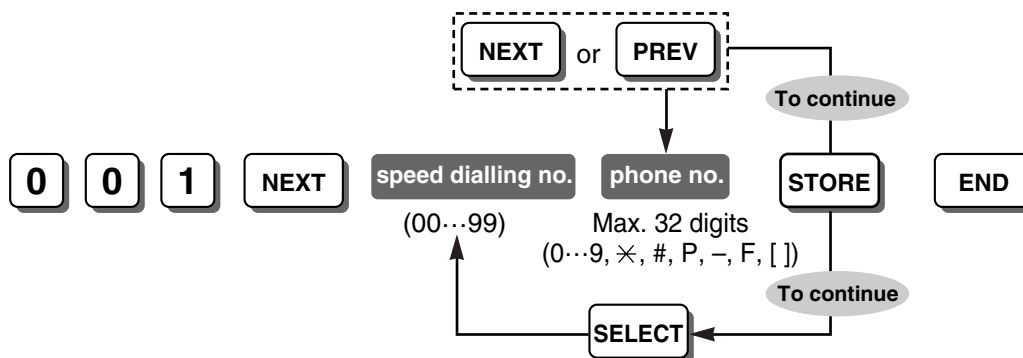 NEXT or PREV
To continue
0 0 1 NEXT speed dialling no. phone no. STORE END
(00···99) Max. 32 digits
(0···9, ✳, #, P, –, F, [ ])
To continue
SELECT